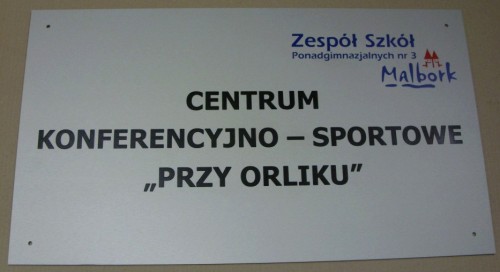 Zespół Szkół
Ponadgimnazjalnych nr 3
Malbork
CENTRUM
KONFERENCYJNO – SPORTOWE
„PRZY ORLIKU”